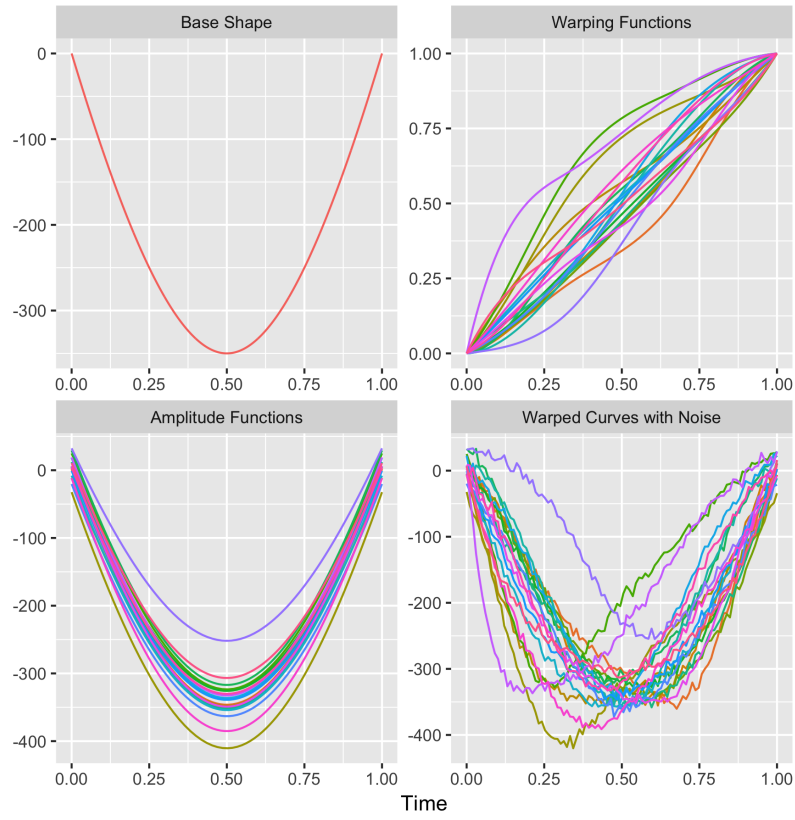 Base Shape
Warping Functions
0
-100
-200
-300
1.00
0.75
0.50
0.25
0.00
0.00 0.25 0.50 0.75 1.00
0.00 0.25 0.50 0.75 1.00
Amplitude Functions
Warped Curves with Noise
0
-100
-200
-300
-400
0
-100
-200
-300
-400
0.00 0.25 0.50 0.75 1.00
0.00 0.25 0.50 0.75 1.00
Time